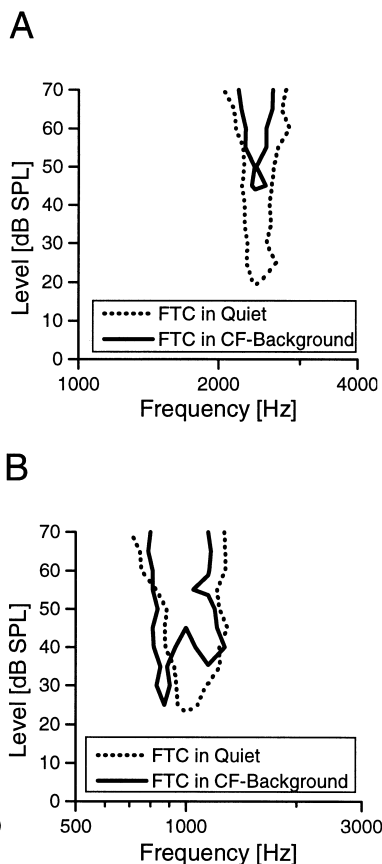 A
70
60
50
40
30
20
10
0
Level [dB SPL]
FTC in Quiet
FTC in CF-Background
1000 2000 4000
Frequency [Hz]
B
70
60
50
40
30
20
10
0
Level [dB SPL]
FTC in Quiet
FTC in CF-Background
500 1000 3000
Frequency [Hz]